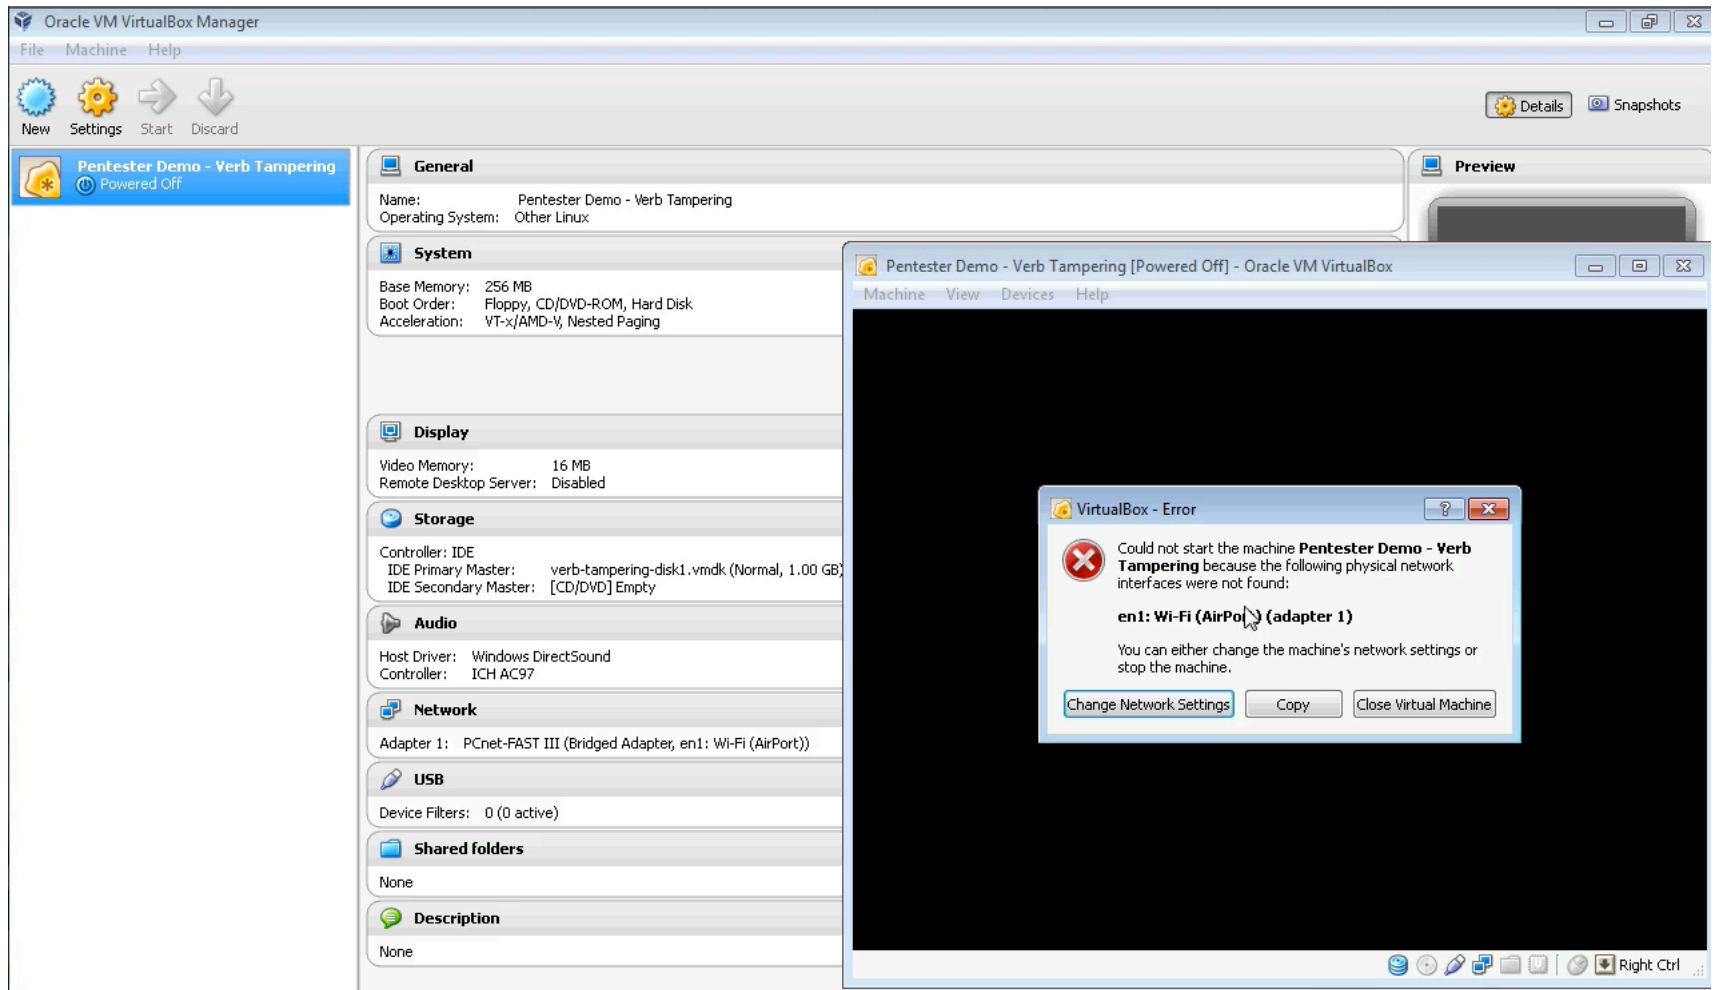 Oracle VM VirtualBox Manager
File Machine Help
New Settings Start Discard
Details Snapshots
Pentester Demo - Verb Tampering
Powered Off
General
Name: Pentester Demo - Verb Tampering
Operating System: Other Linux
Preview
System
Base Memory: 256 MB
Boot Order: Floppy, CD/DVD-ROM, Hard Disk
Acceleration: VT-x/AMD-V, Nested Paging
Display
Video Memory: 16 MB
Remote Desktop Server: Disabled
Storage
Controller: IDE
IDE Primary Master: verb-tampering-disk1.vmdk (Normal, 1.00 GB)
IDE Secondary Master: [CD/DVD] Empty
Audio
Host Driver: Windows DirectSound
Controller: ICH AC97
Network
Adapter 1: PCnet-FAST III (Bridged Adapter, en1: Wi-Fi (AirPort))
USB
Device Filters: 0 (0 active)
Shared folders
None
Description
None
Pentester Demo - Verb Tampering [Powered Off] - Oracle VM VirtualBox
Machine View Devices Help
VirtualBox - Error
Could not start the machine Pentester Demo - Verb
Tampering because the following physical network
interfaces were not found:
en1: Wi-Fi (AirPort) (adapter 1)
You can either change the machine's network settings or
stop the machine.
Change Network Settings Copy Close Virtual Machine
Right Ctrl